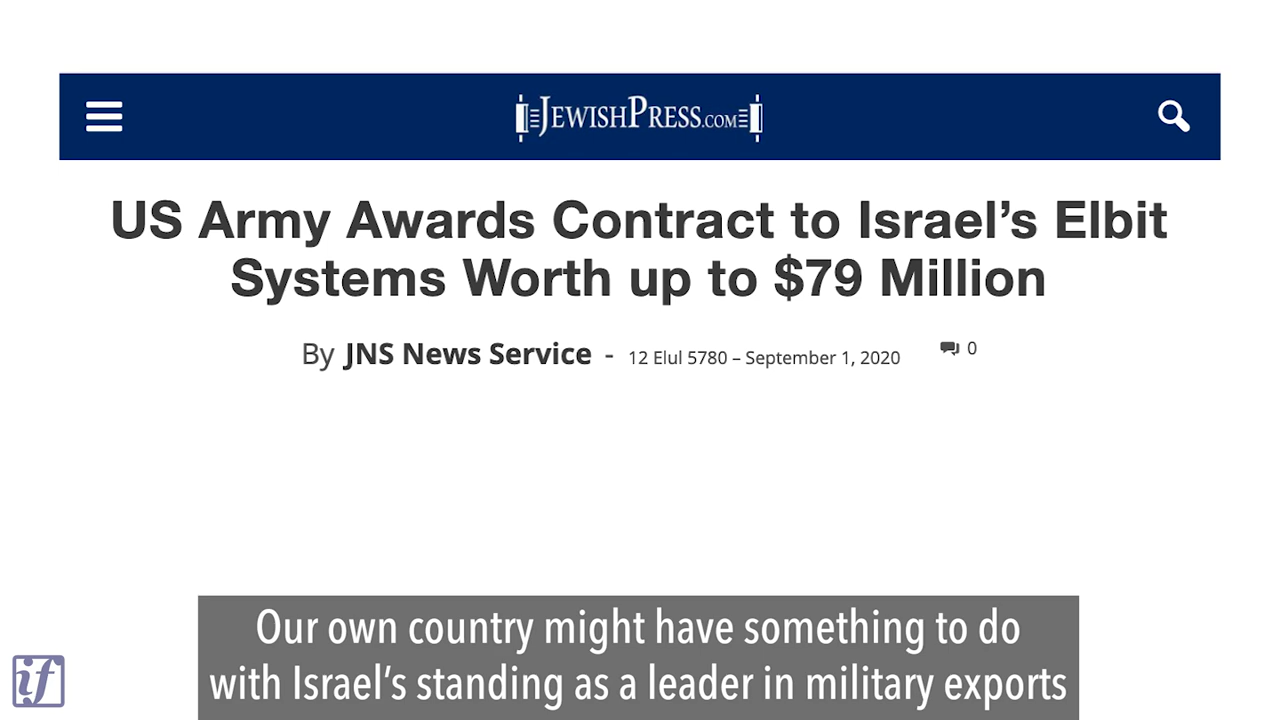 JEWISHPRESS.COM
US Army Awards Contract to Israel’s Elbit
Systems Worth up to $79 Million
By JNS News Service - 12 Elul 5780 – September 1, 2020 0
Our own country might have something to do
with Israel’s standing as a leader in military exports
if